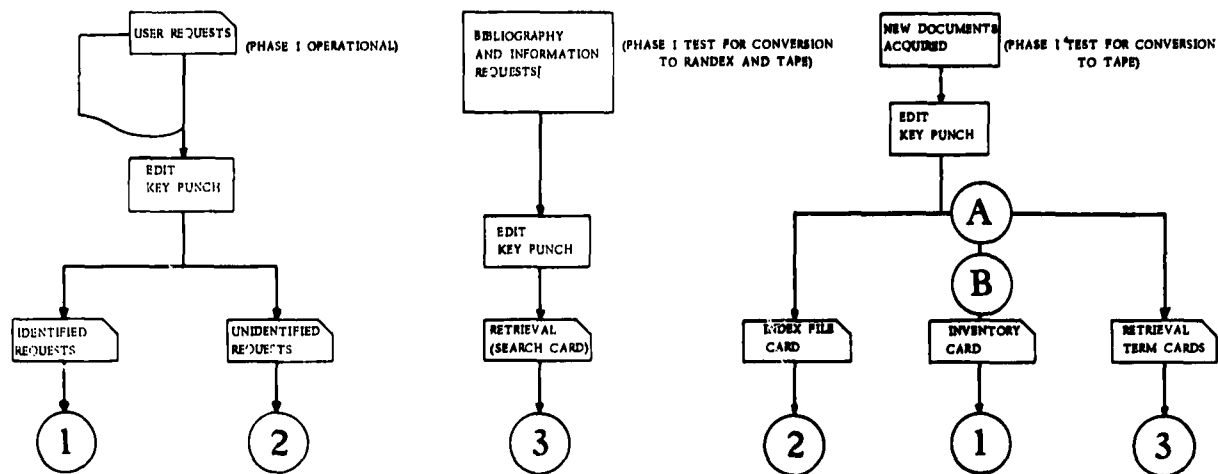 USER REQUESTS
(PHASE I OPERATIONAL)
EDIT
KEY PUNCH
IDENTIFIED
REQUESTS
UNIDENTIFIED
REQUESTS
1
2
BIBLIOGRAPHY
AND INFORMATION
REQUESTS
(PHASE I TEST FOR CONVERSION
TO RANDEX AND TAPE)
EDIT
KEY PUNCH
RETRIEVAL
(SEARCH CARD)
3
NEW DOCUMENTS
ACQUIRED
(PHASE I TEST FOR CONVERSION
TO TAPE)
EDIT
KEY PUNCH
A
B
INDEX FILE
CARD
INVENTORY
CARD
RETRIEVAL
TERM CARDS
2
1
3